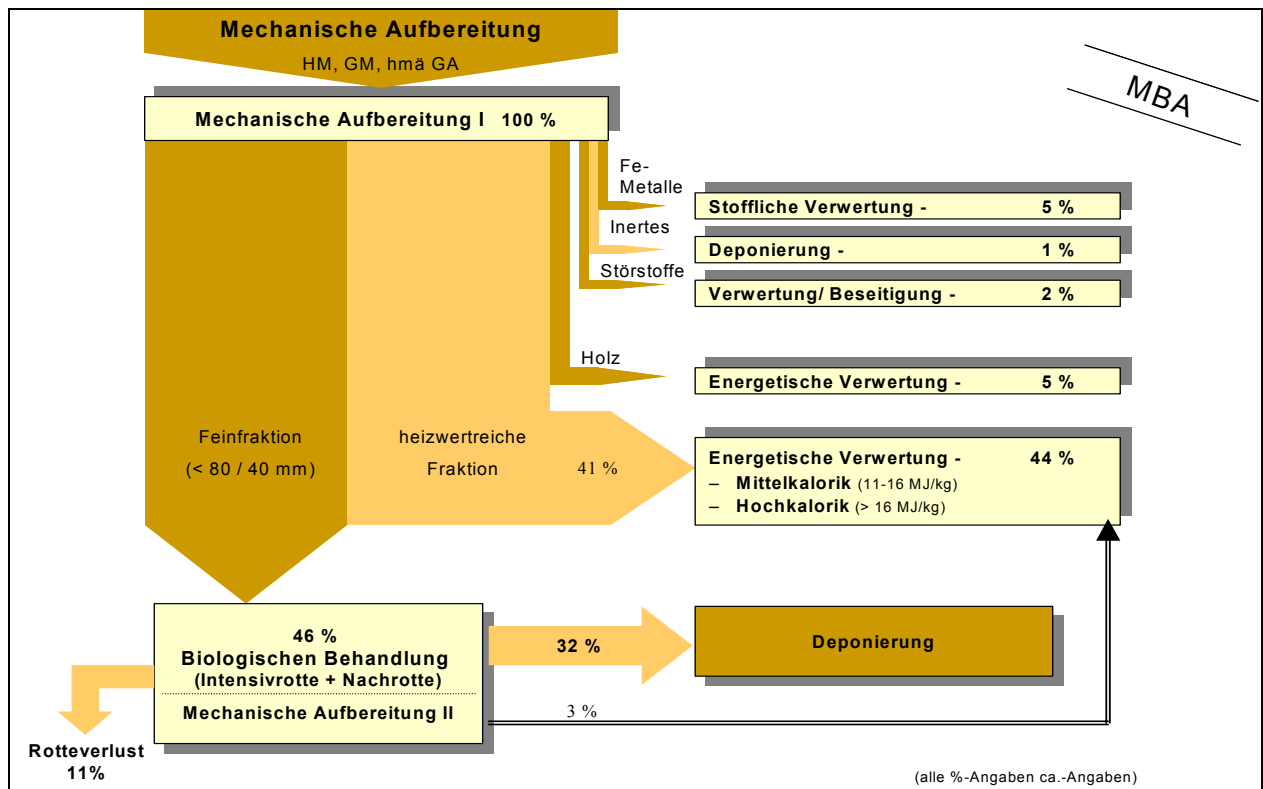 Mechanische Aufbereitung
HM, GM, hmä GA
MBA
Mechanische Aufbereitung I 100 %
Fe-
Metalle
Stoffliche Verwertung - 5 %
Inertes
Deponierung - 1 %
Störstoffe
Verwertung/ Beseitigung - 2 %
Holz
Energetische Verwertung - 5 %
Feinfraktion
(< 80 / 40 mm)
heizwertreiche
Fraktion 41 %
Energetische Verwertung - 44 %
– Mittelkalorik (11-16 MJ/kg)
– Hochkalorik (> 16 MJ/kg)
46 %
Biologischen Behandlung
(Intensivrotte + Nachrotte)
Mechanische Aufbereitung II
32 %
Deponierung
3 %
Rotteverlust
11%
(alle %-Angaben ca.-Angaben)